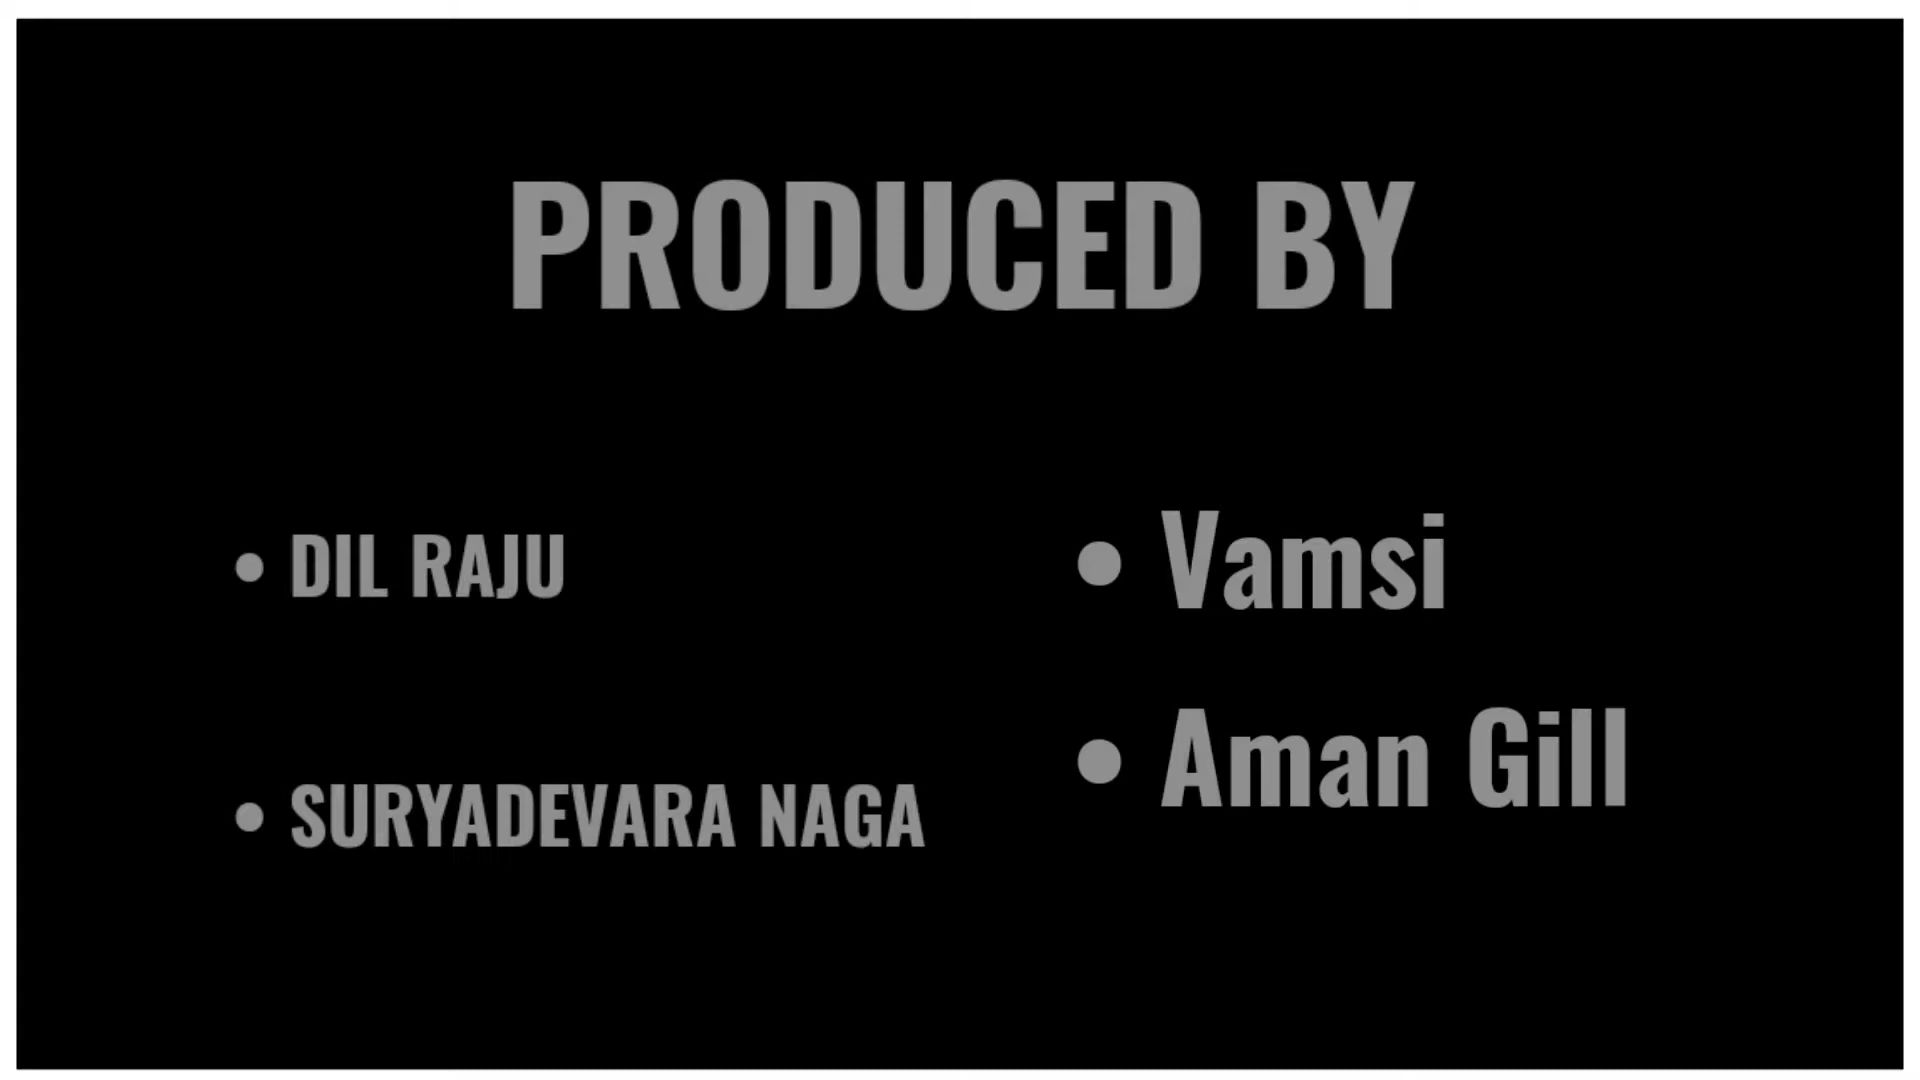 PRODUCED BY
• DIL RAJU
• SURYADEVARA NAGA
• Vamsi
• Aman Gill